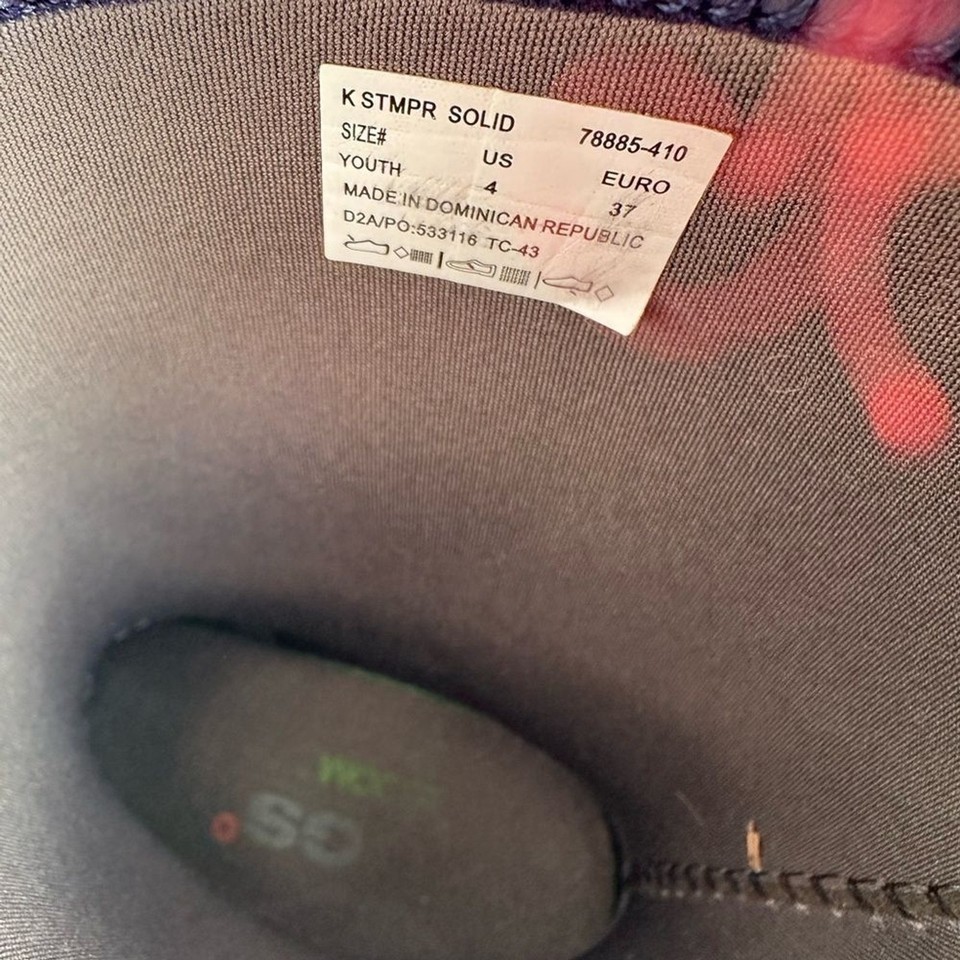 K STMPR SOLID 78885-410
SIZE# US EURO
YOUTH 4 37
MADE IN DOMINICAN REPUBLIC
D2A/PO:533116 TC-43
GS